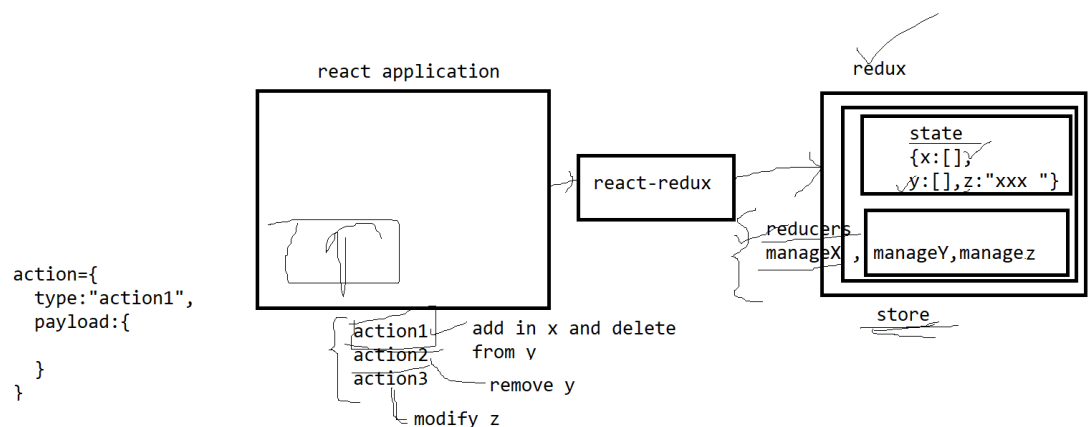 redux
react application
state
{x:[],
y:[],z:"xxx "}
react-redux
reducers
manageX , manageY,managez
action={
type:"action1",
payload:{
}
}
store
action1
action2
action3
add in x and delete
from y
remove y
modify z